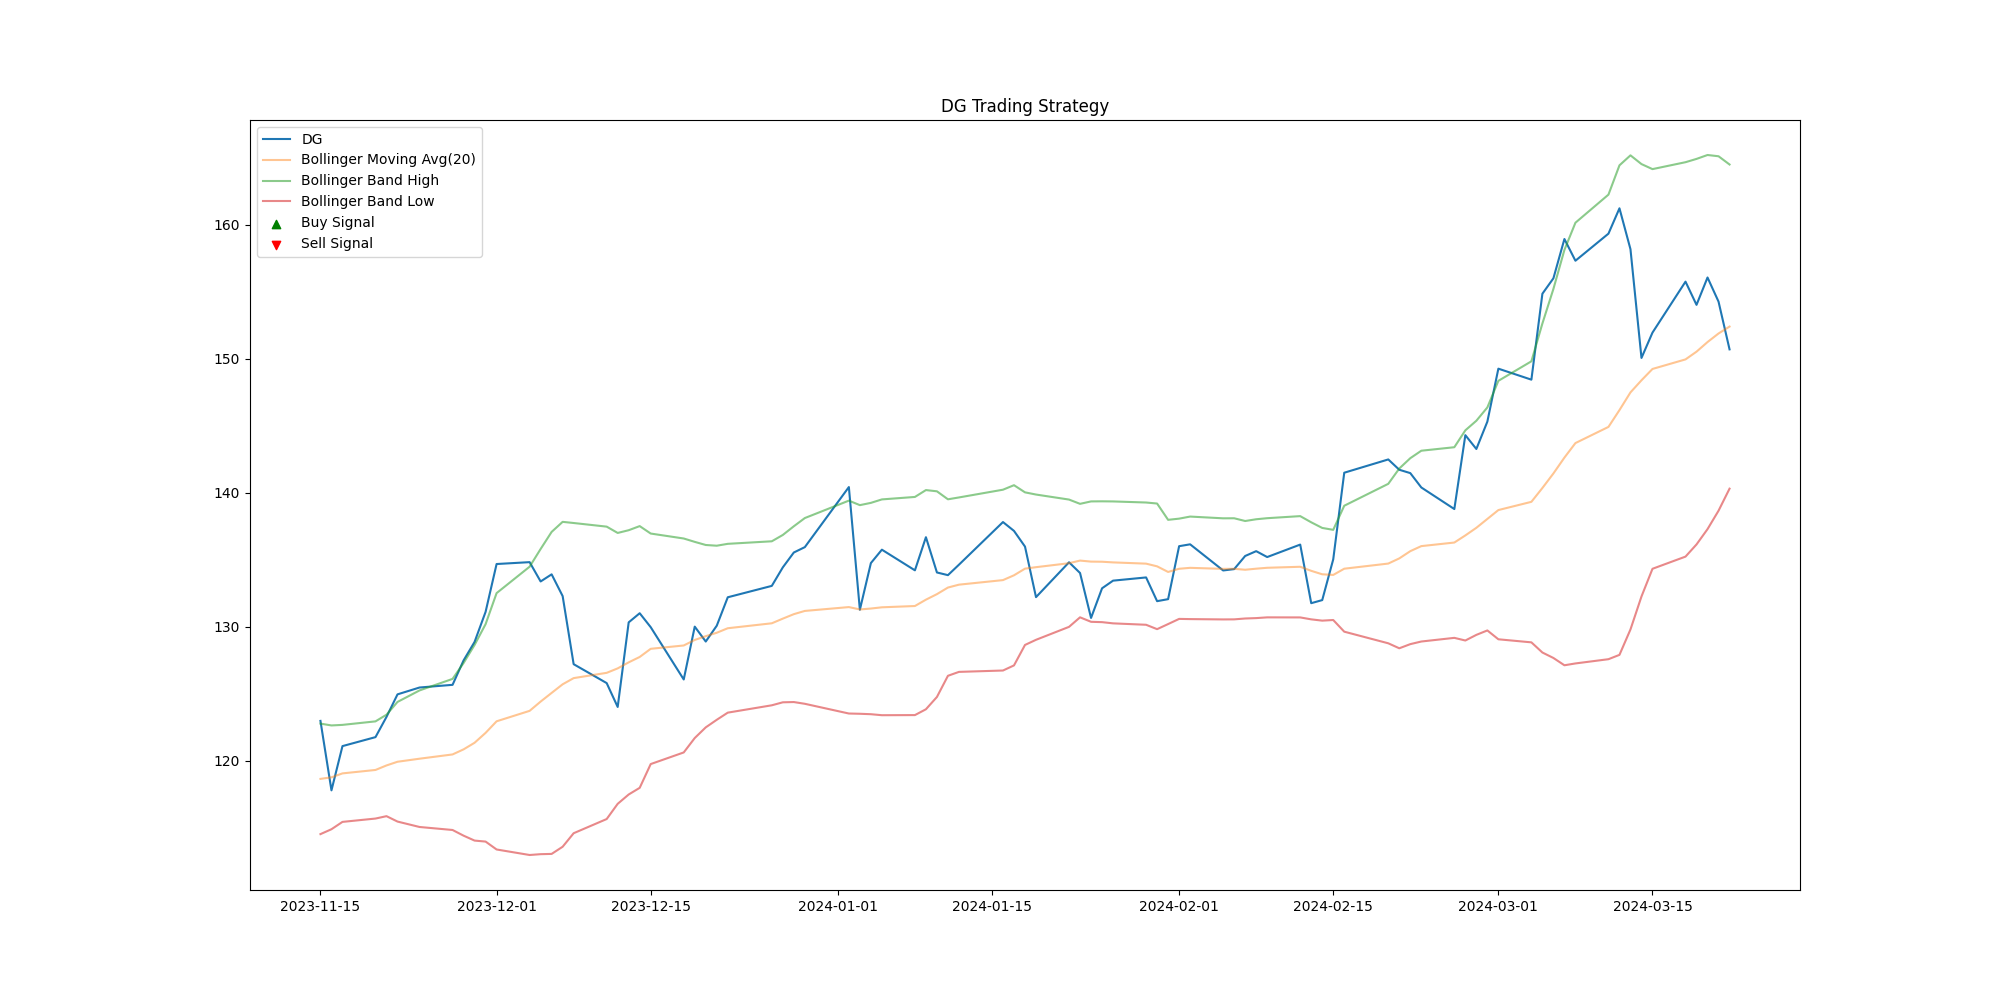 DG Trading Strategy
DG
Bollinger Moving Avg(20)
Bollinger Band High
Bollinger Band Low
Buy Signal
Sell Signal
160
150
140
130
120
2023-11-15
2023-12-01
2023-12-15
2024-01-01
2024-01-15
2024-02-01
2024-02-15
2024-03-01
2024-03-15